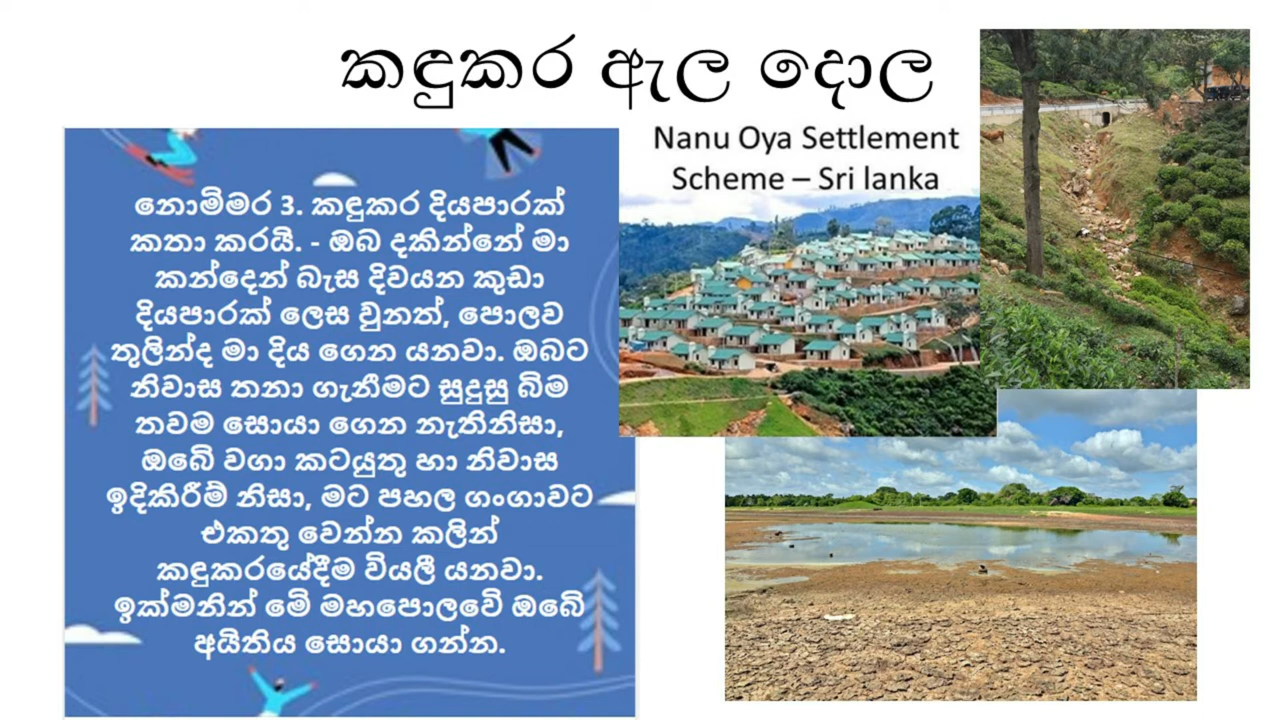 කඳුකර ඇල දොල
නොම්මර 3. කඳුකර දියපාරක්
කතා කරයි. - ඔබ දකින්නේ මා
කන්දෙන් බැස දිවයන කුඩා
දියපාරක් ලෙස වුනත්, පොලව
තුලින්ද මා දිය ගෙන යනවා. ඔබට
නිවාස තනා ගැනීමට සුදුසු බිම
තවම සොයා ගෙන නැතිනිසා,
ඔබේ වගා කටයුතු හා නිවාස
ඉදිකිරීම් නිසා, මට පහල ගංගාවට
එකතු වෙන්න කලින්
කඳුකරයේදීම වියලී යනවා.
ඉක්මනින් මේ මහපොලවේ ඔබේ
අයිතිය සොයා ගන්න.
Nanu Oya Settlement
Scheme – Sri lanka